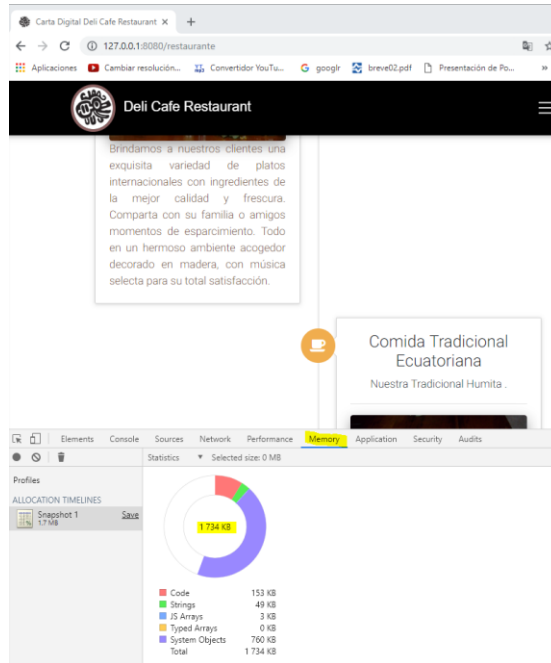 Carta Digital Deli Cafe Restaurant × +
127.0.0.1:8080/restaurante
Aplicaciones Cambiar resolución... Convertidor YouTu... googlr breve02.pdf Presentación de Po... »
Deli Cafe Restaurant
Brindamos a nuestros clientes una
exquisita variedad de platos
internacionales con ingredientes de
la mejor calidad y frescura.
Comparta con su familia o amigos
momentos de esparcimiento. Todo
en un hermoso ambiente acogedor
decorado en madera, con música
selecta para su total satisfacción.
Comida Tradicional
Ecuatoriana
Nuestra Tradicional Humita .
Elements Console Sources Network Performance Memory Application Security Audits
Statistics ▼ Selected size: 0 MB
Profiles
ALLOCATION TIMELINES
Snapshot 1 Save
1.7 MB
1 734 KB
Code 153 KB
Strings 49 KB
JS Arrays 3 KB
Typed Arrays 0 KB
System Objects 760 KB
Total 1 734 KB